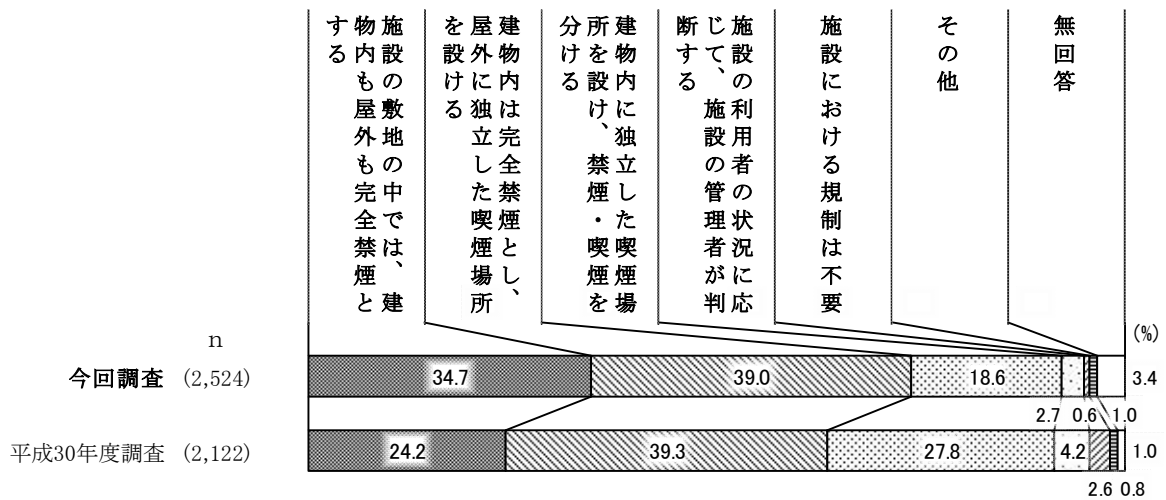 施設の敷地の中では、建
物内も屋外も完全禁煙と
する
建物内は完全禁煙とし、
屋外に独立した喫煙場所
を設ける
建物内に独立した喫煙場
所を設け、禁煙・喫煙を
分ける
施設の利用者の状況に応
じて、施設の管理者が判
断する
施設における規制は不要
その他
無回答
(%)
n
今回調査 (2,524) 34.7 39.0 18.6 3.4
2.7 0.6 1.0
平成30年度調査 (2,122) 24.2 39.3 27.8 4.2 1.0
2.6 0.8